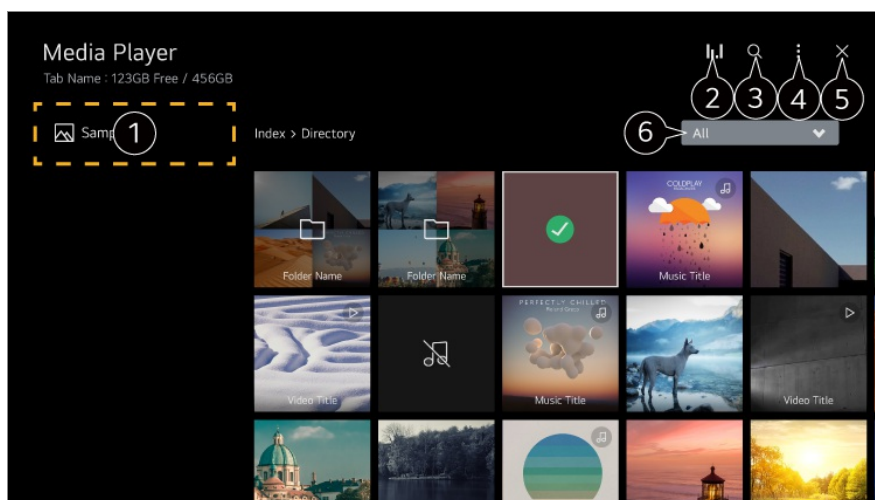 Media Player
Tab Name : 123GB Free / 456GB
2 3 4 5
1
Index > Directory
6
All
Folder Name
Folder Name
COLDPLAY
Music Title
Video Title
PERFECTLY CHILLED
Music Title
Video Title